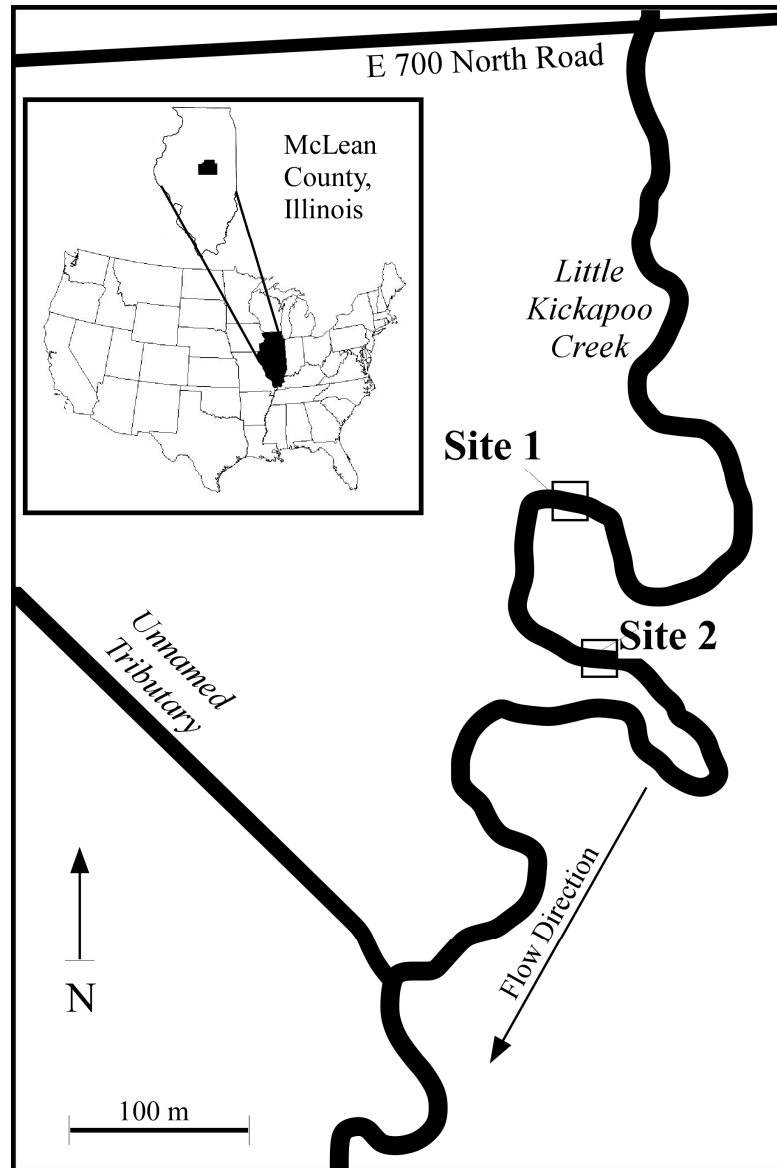 E 700 North Road
McLean
County,
Illinois
Little
Kickapoo
Creek
Site 1
Site 2
Unnamed
Tributary
Flow Direction
N
100 m